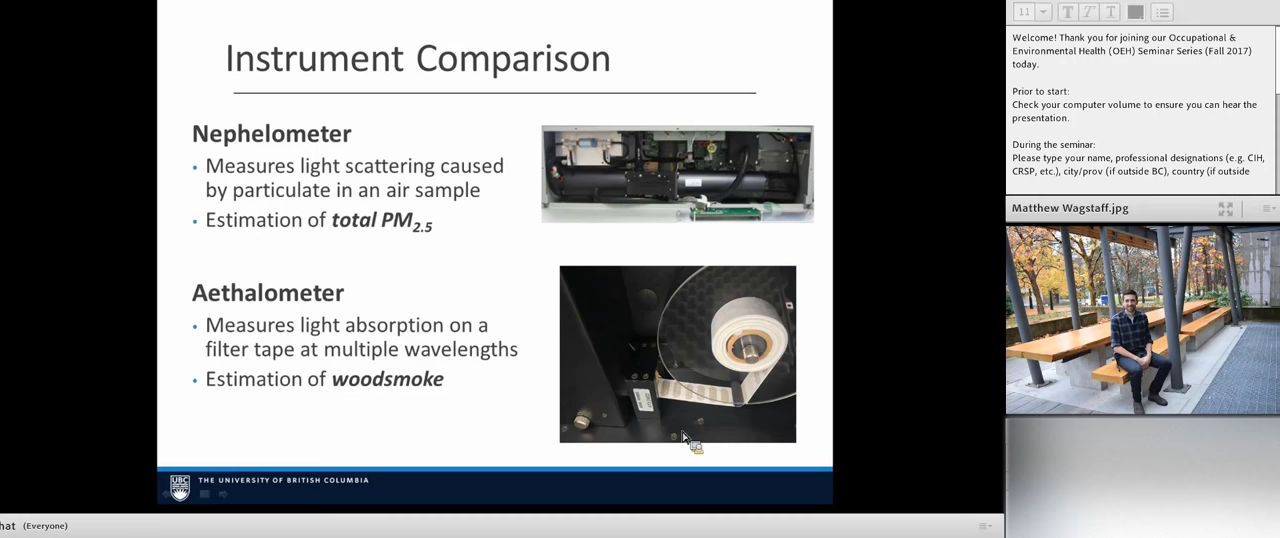 Instrument Comparison
Nephelometer
• Measures light scattering caused
by particulate in an air sample
• Estimation of total PM2.5
Aethalometer
• Measures light absorption on a
filter tape at multiple wavelengths
• Estimation of woodsmoke
UBC
THE UNIVERSITY OF BRITISH COLUMBIA
hat (Everyone)
11
T T T
Welcome! Thank you for joining our Occupational &
Environmental Health (OEH) Seminar Series (Fall 2017)
today.
Prior to start:
Check your computer volume to ensure you can hear the
presentation.
During the seminar:
Please type your name, professional designations (e.g. CIH,
CRSP, etc.), city/prov (if outside BC), country (if outside
Matthew Wagstaff.jpg